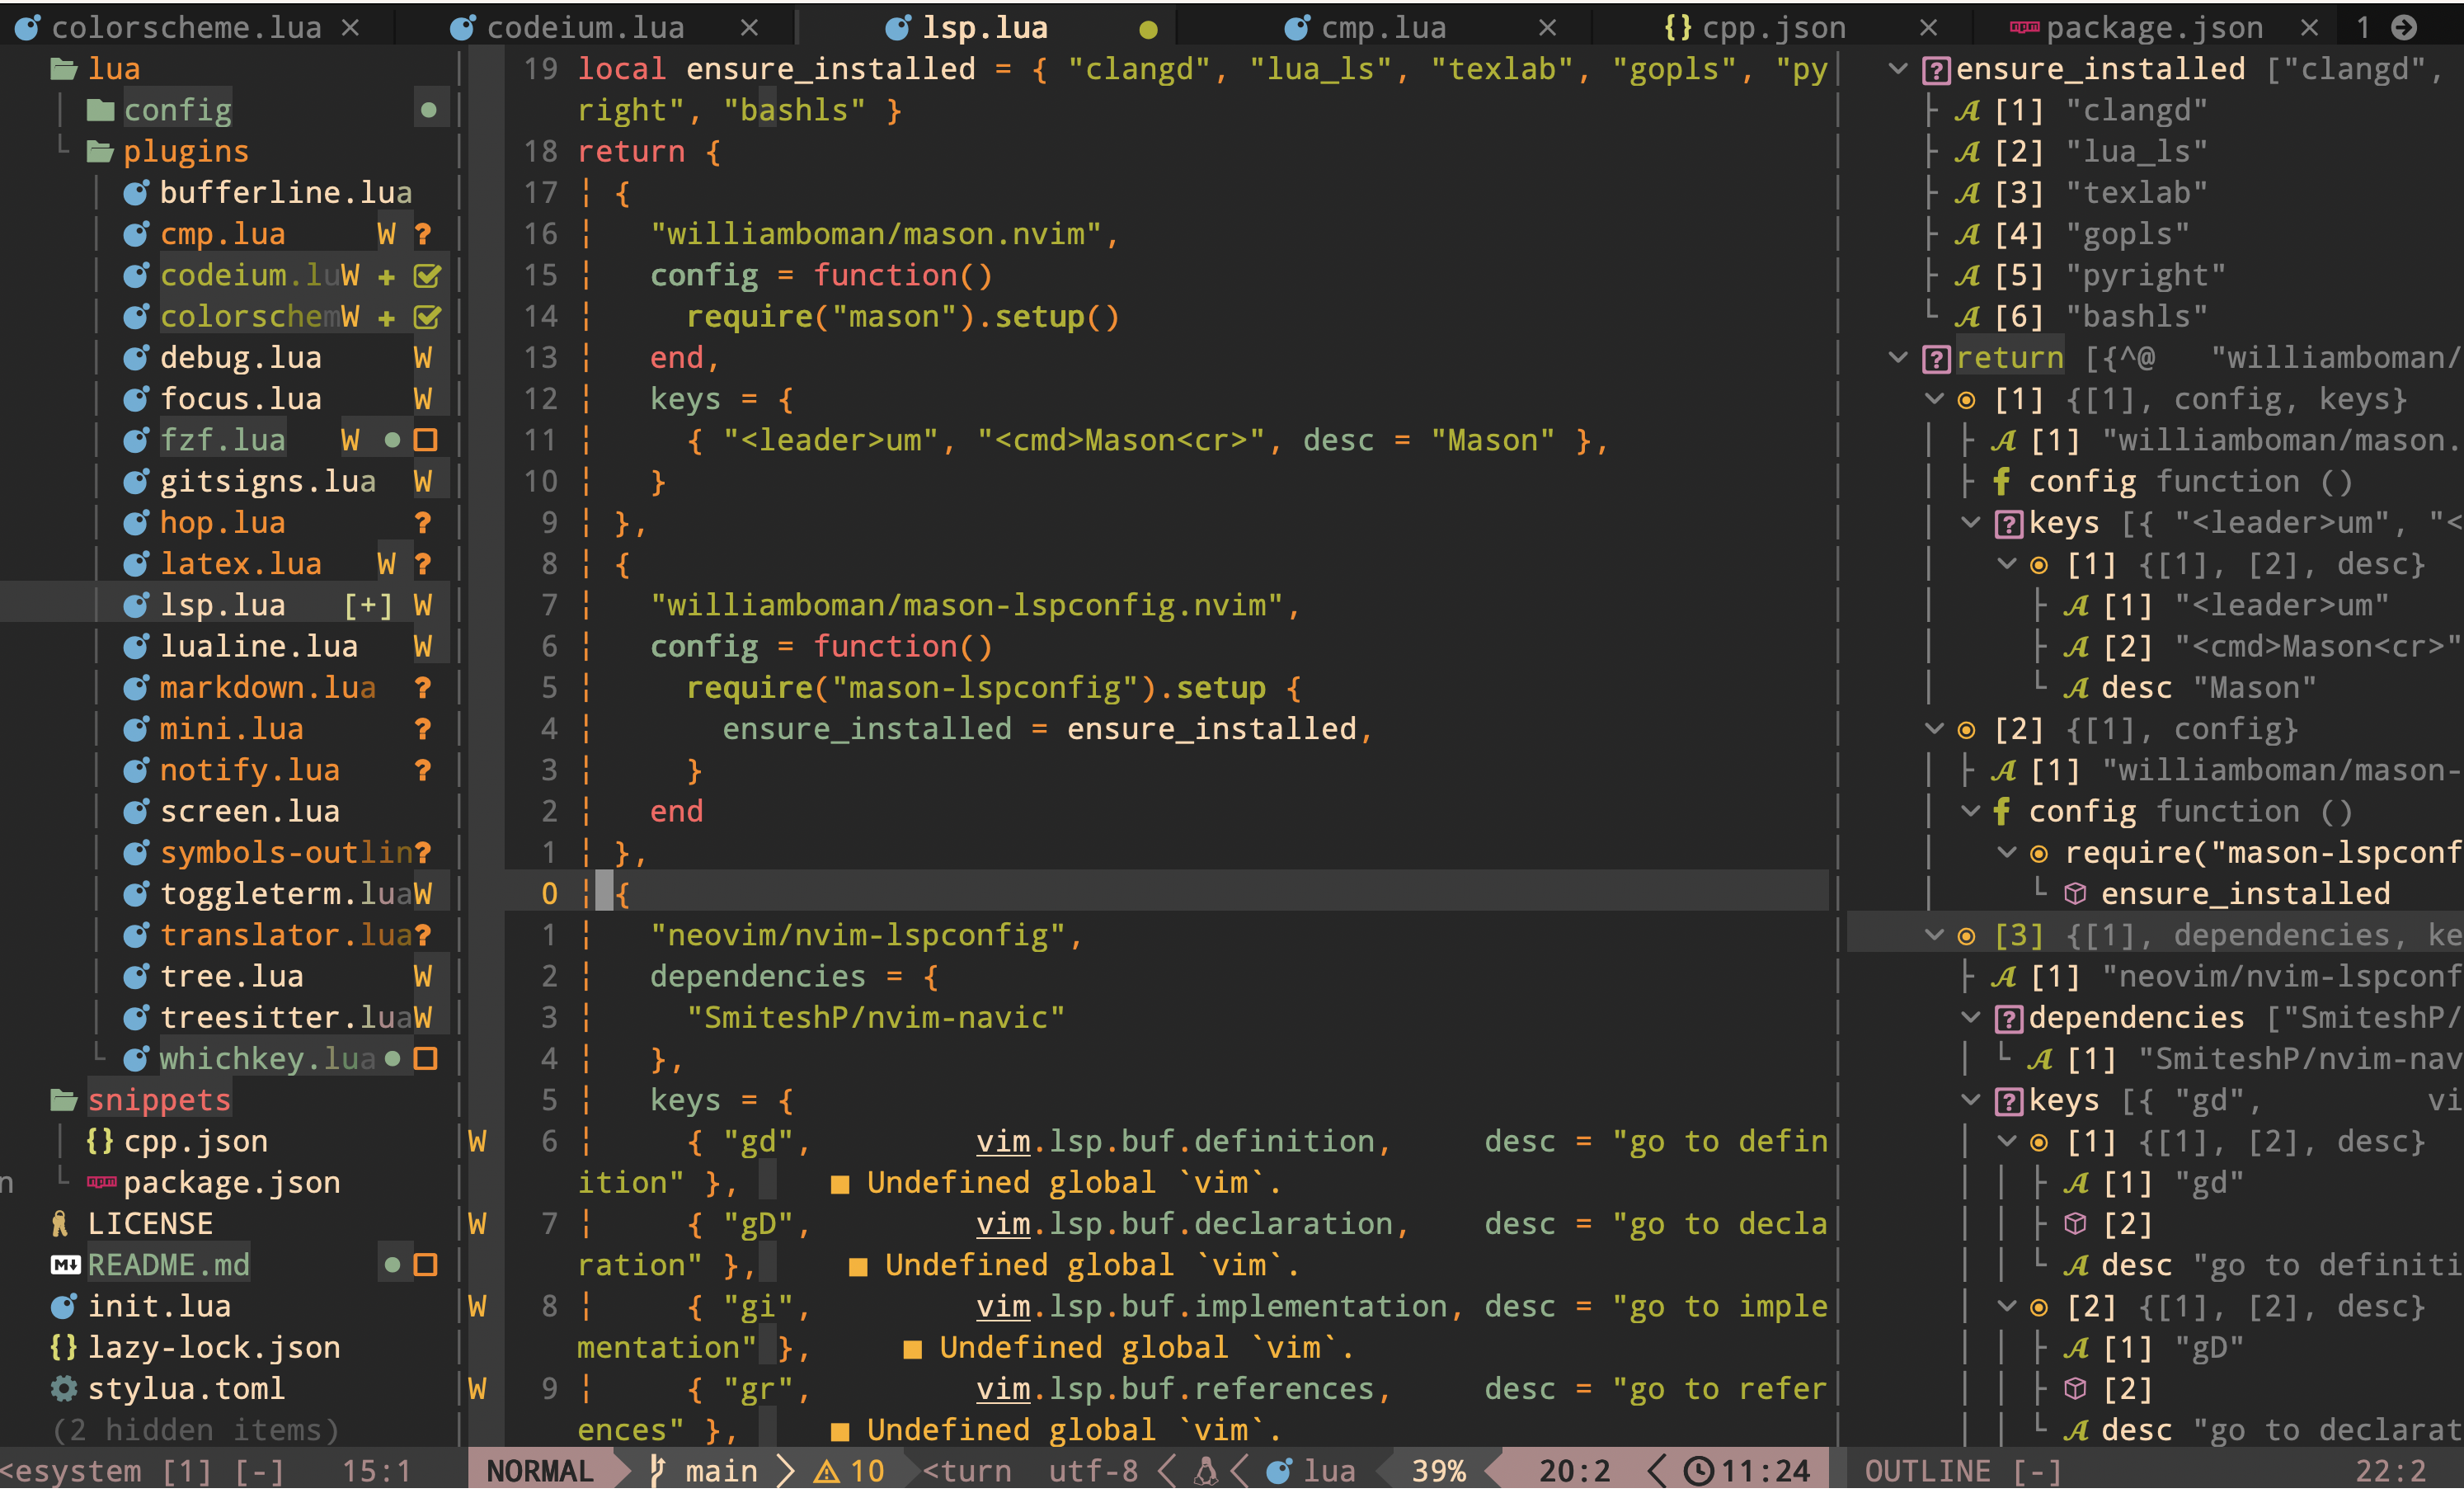 colorscheme.lua × codeium.lua × lsp.lua ● cmp.lua × {} cpp.json × package.json × 1
lua
config ●
plugins
bufferline.lua
cmp.lua W ?
codeium.lu W +
colorschem W +
debug.lua W
focus.lua W
fzf.lua W ●
gitsigns.lua W
hop.lua ?
latex.lua W ?
lsp.lua [+] W
lualine.lua W
markdown.lua ?
mini.lua ?
notify.lua ?
screen.lua
symbols-outlin?
toggleterm.luaW
translator.lua?
tree.lua W
treesitter.luaW
whichkey.lua ●
snippets
{} cpp.json
package.json
LICENSE
README.md ●
init.lua
{} lazy-lock.json
stylua.toml
(2 hidden items)
19 local ensure_installed = { "clangd", "lua_ls", "texlab", "gopls", "py
right", "bashls" }
18 return {
17 {
16 "williamboman/mason.nvim",
15 config = function()
14 require("mason").setup()
13 end,
12 keys = {
11 { "<leader>um", "<cmd>Mason<cr>", desc = "Mason" },
10 }
9 },
8 {
7 "williamboman/mason-lspconfig.nvim",
6 config = function()
5 require("mason-lspconfig").setup {
4 ensure_installed = ensure_installed,
3 }
2 end
1 },
0 {
1 "neovim/nvim-lspconfig",
2 dependencies = {
3 "SmiteshP/nvim-navic"
4 },
5 keys = {
W 6 { "gd", vim.lsp.buf.definition, desc = "go to defin
ition" }, ■ Undefined global `vim`.
W 7 { "gD", vim.lsp.buf.declaration, desc = "go to decla
ration" }, ■ Undefined global `vim`.
W 8 { "gi", vim.lsp.buf.implementation, desc = "go to imple
mentation" }, ■ Undefined global `vim`.
W 9 { "gr", vim.lsp.buf.references, desc = "go to refer
ences" }, ■ Undefined global `vim`.
ensure_installed ["clangd",
[1] "clangd"
[2] "lua_ls"
[3] "texlab"
[4] "gopls"
[5] "pyright"
[6] "bashls"
return [{^@ "williamboman/
[1] {[1], config, keys}
[1] "williamboman/mason.
config function ()
keys [{ "<leader>um", "<
[1] {[1], [2], desc}
[1] "<leader>um"
[2] "<cmd>Mason<cr>"
desc "Mason"
[2] {[1], config}
[1] "williamboman/mason-
config function ()
require("mason-lspconf
ensure_installed
[3] {[1], dependencies, ke
[1] "neovim/nvim-lspconf
dependencies ["SmiteshP/
[1] "SmiteshP/nvim-nav
keys [{ "gd", vi
[1] {[1], [2], desc}
[1] "gd"
[2]
desc "go to definiti
[2] {[1], [2], desc}
[1] "gD"
[2]
desc "go to declarat
<esystem [1] [-] 15:1 NORMAL main 10 <turn utf-8 lua 39% 20:2 11:24 OUTLINE [-] 22:2